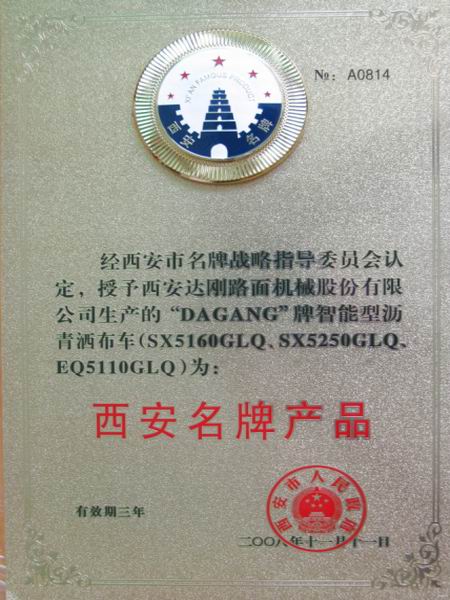 №: A0814
XI'AN FAMOUS PRODUCT
西安名牌
经西安市名牌战略指导委员会认
定，授予西安达刚路面机械股份有限
公司生产的“DAGANG”牌智能型沥
青洒布车(SX5160GLQ、SX5250GLQ、
EQ5110GLQ)为：
西安名牌产品
西安市人民政府
有效期三年
二〇〇八年十一月十一日